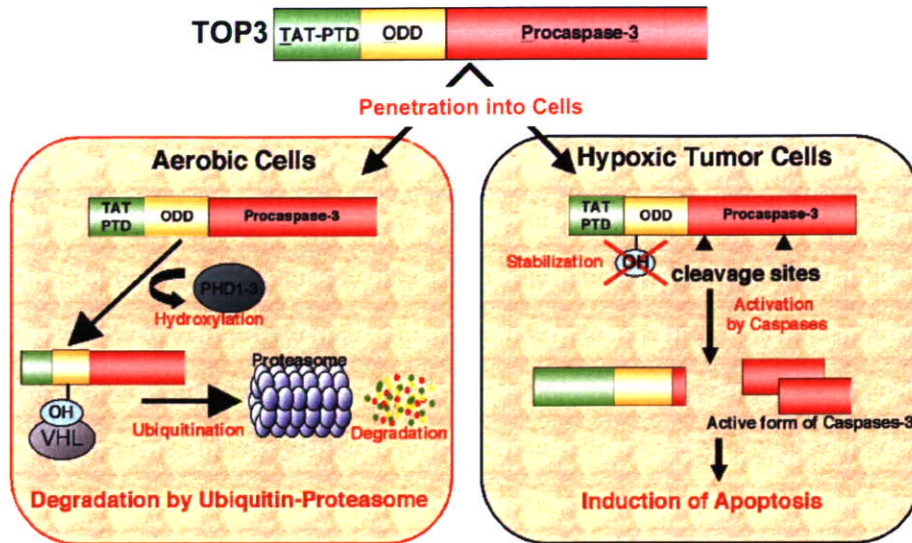 TOP3
TAT-PTD ODD Procaspase-3
Penetration into Cells
Aerobic Cells
TAT
PTD
ODD
Procaspase-3
PHD1-3
Hydroxylation
OH
VHL
Ubiquitination
Proteasome
Degradation
Degradation by Ubiquitin-Proteasome
Hypoxic Tumor Cells
TAT
PTD
ODD
Procaspase-3
Stabilization
OH
cleavage sites
Activation
by Caspases
Active form of Caspases-3
Induction of Apoptosis